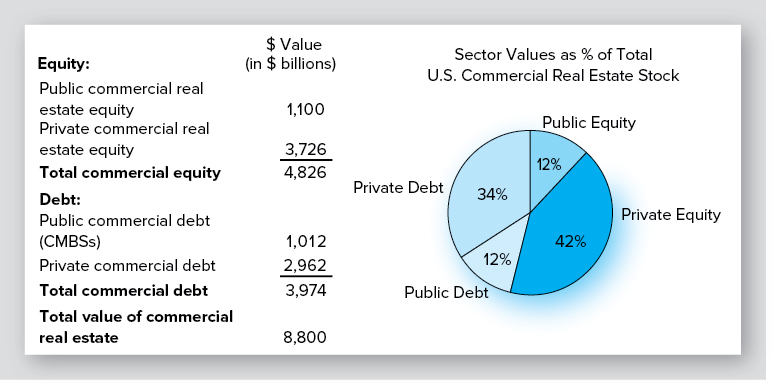 $ Value
Equity: (in $ billions)
Public commercial real
estate equity 1,100
Private commercial real
estate equity 3,726
Total commercial equity 4,826
Debt:
Public commercial debt
(CMBSs) 1,012
Private commercial debt 2,962
Total commercial debt 3,974
Total value of commercial
real estate 8,800
Sector Values as % of Total
U.S. Commercial Real Estate Stock
Public Equity
12%
Private Debt
34%
Private Equity
42%
12%
Public Debt